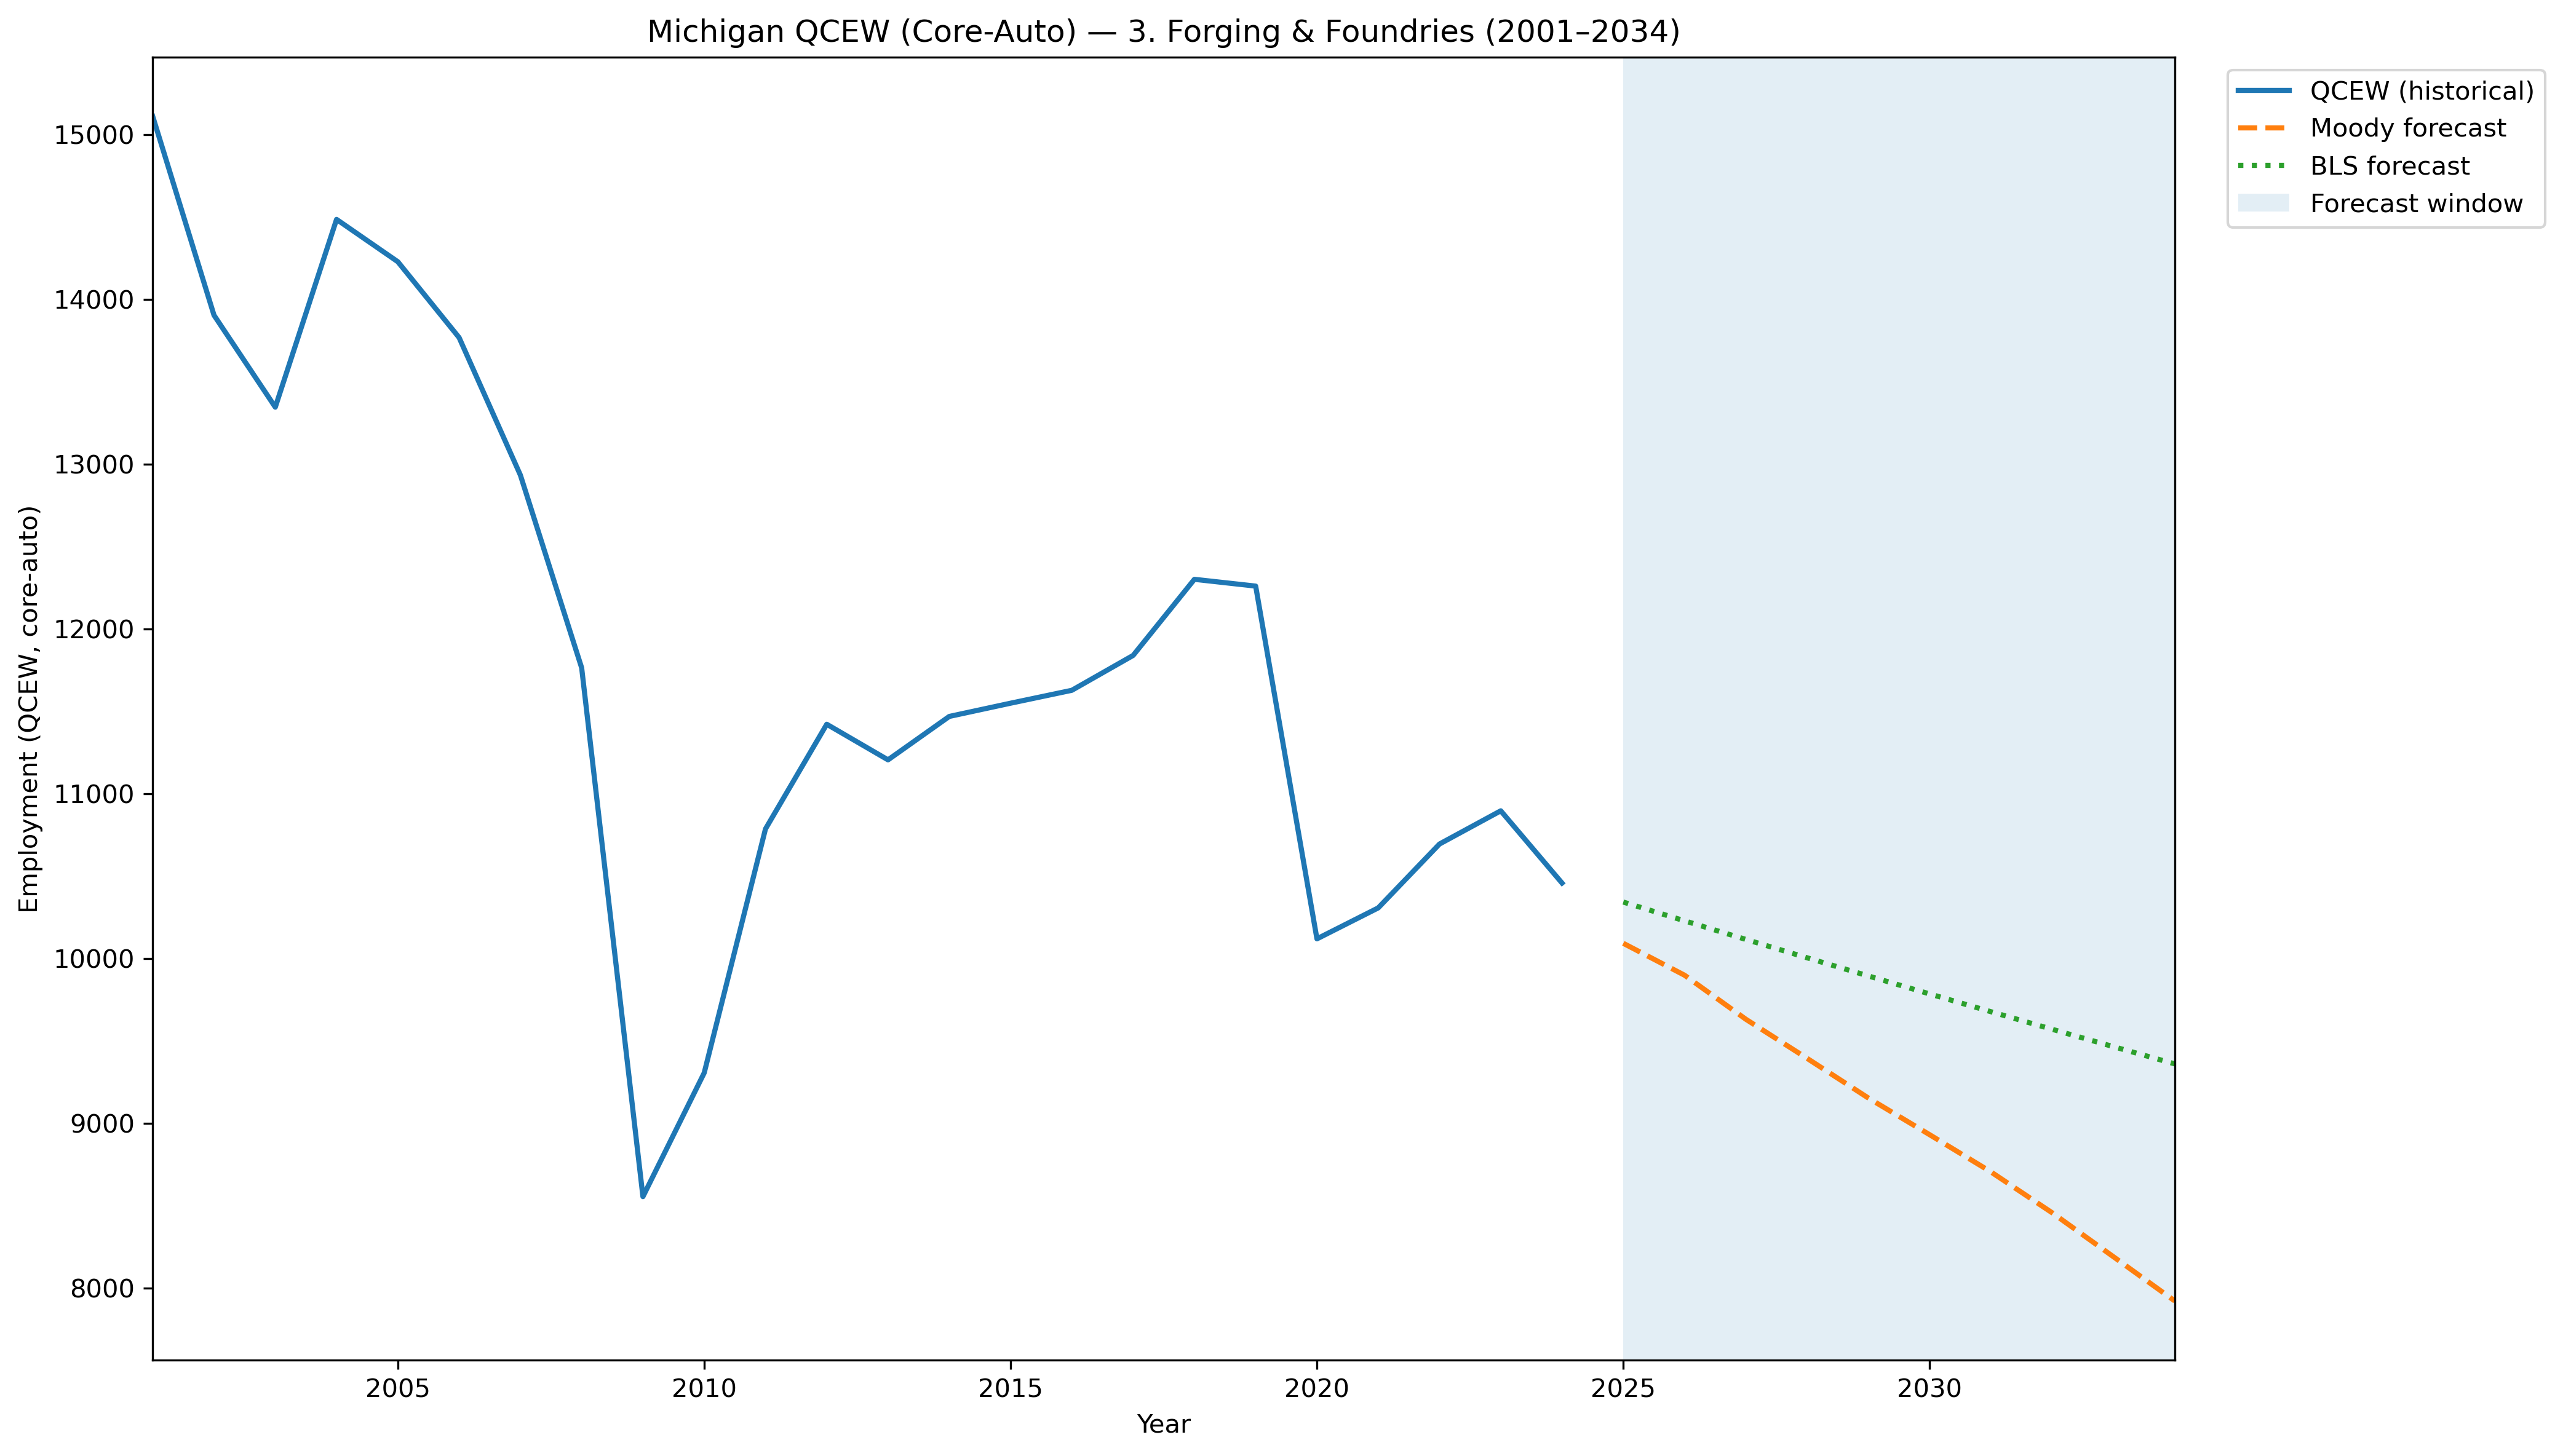 Michigan QCEW (Core-Auto) — 3. Forging & Foundries (2001–2034)
QCEW (historical)
Moody forecast
BLS forecast
Forecast window
Employment (QCEW, core-auto)
15000
14000
13000
12000
11000
10000
9000
8000
2005
2010
2015
2020
2025
2030
Year